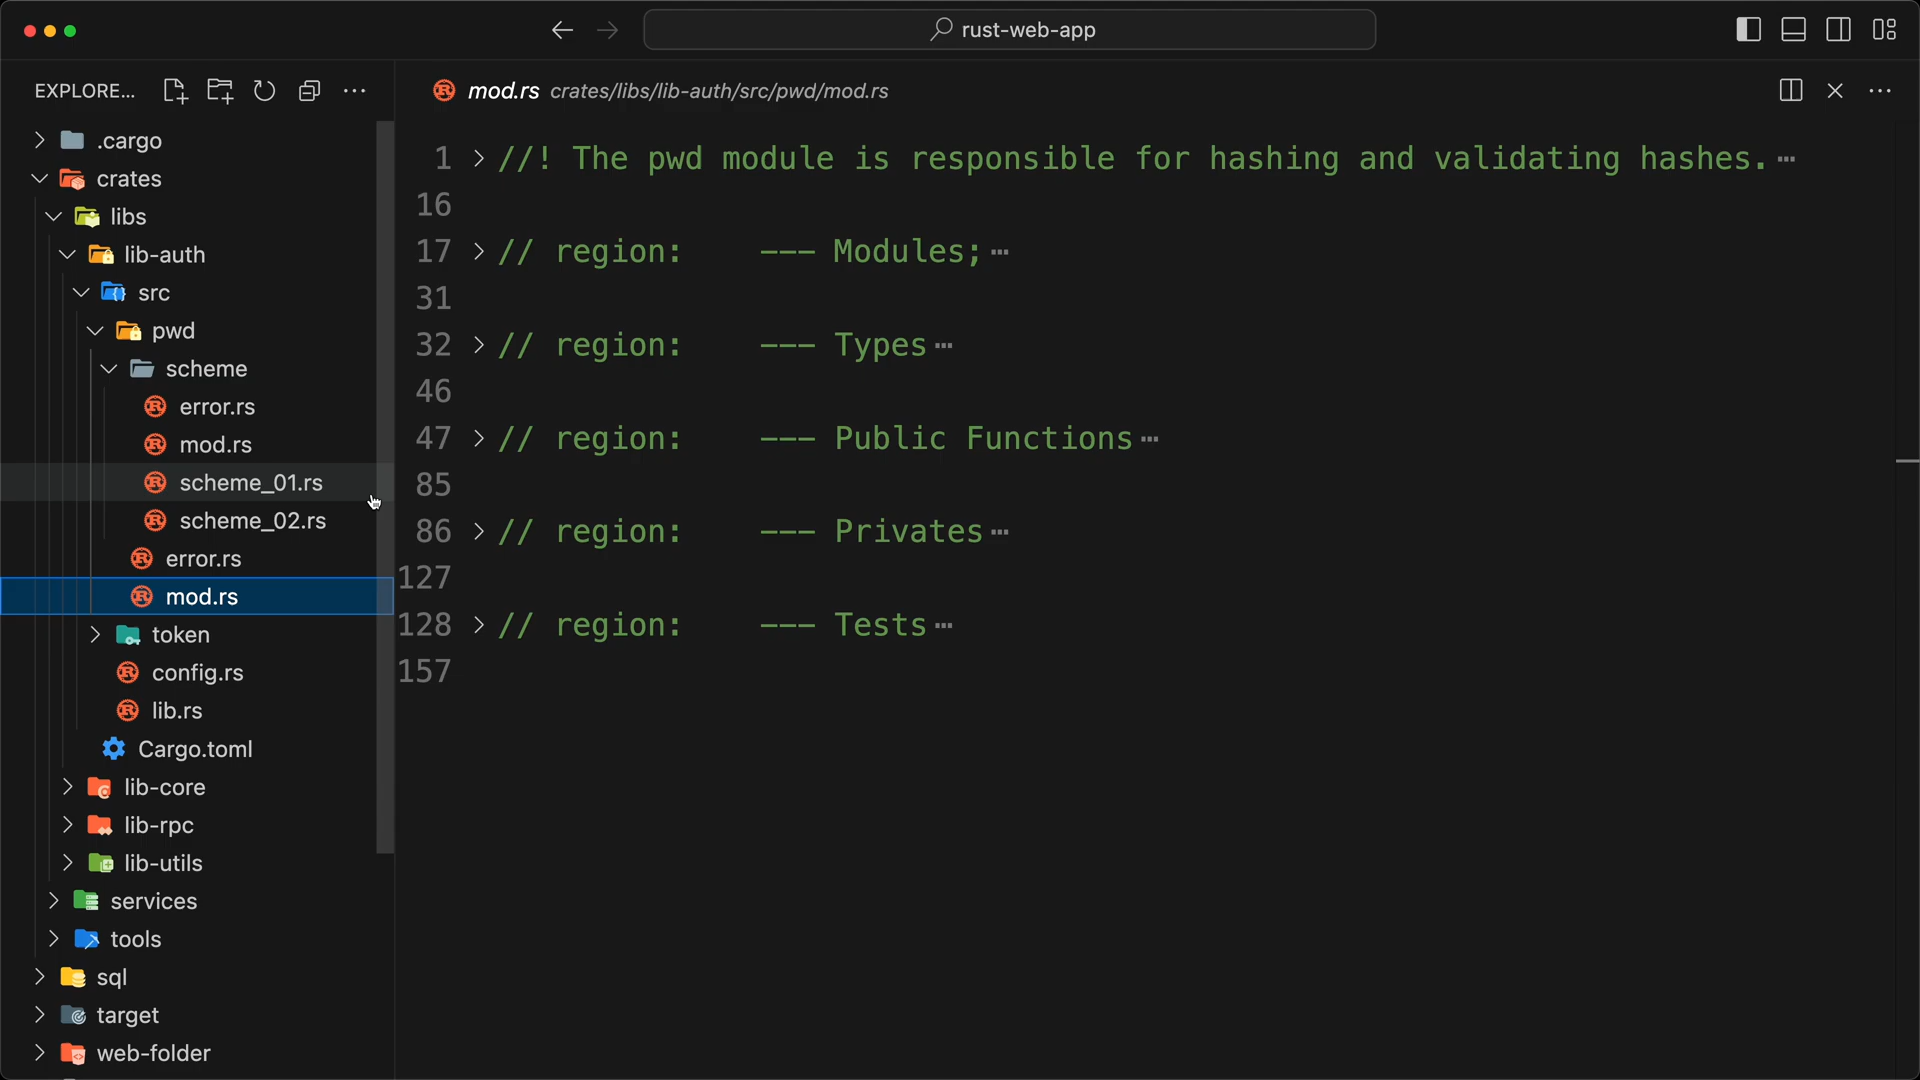 rust-web-app
EXPLORE...
mod.rs crates/libs/lib-auth/src/pwd/mod.rs
.cargo
crates
libs
lib-auth
src
pwd
scheme
error.rs
mod.rs
scheme_01.rs
scheme_02.rs
error.rs
mod.rs
token
config.rs
lib.rs
Cargo.toml
lib-core
lib-rpc
lib-utils
services
tools
sql
target
web-folder
1 > //! The pwd module is responsible for hashing and validating hashes.…
16
17 > // region:    --- Modules;…
31
32 > // region:    --- Types…
46
47 > // region:    --- Public Functions…
85
86 > // region:    --- Privates…
127
128 > // region:    --- Tests…
157